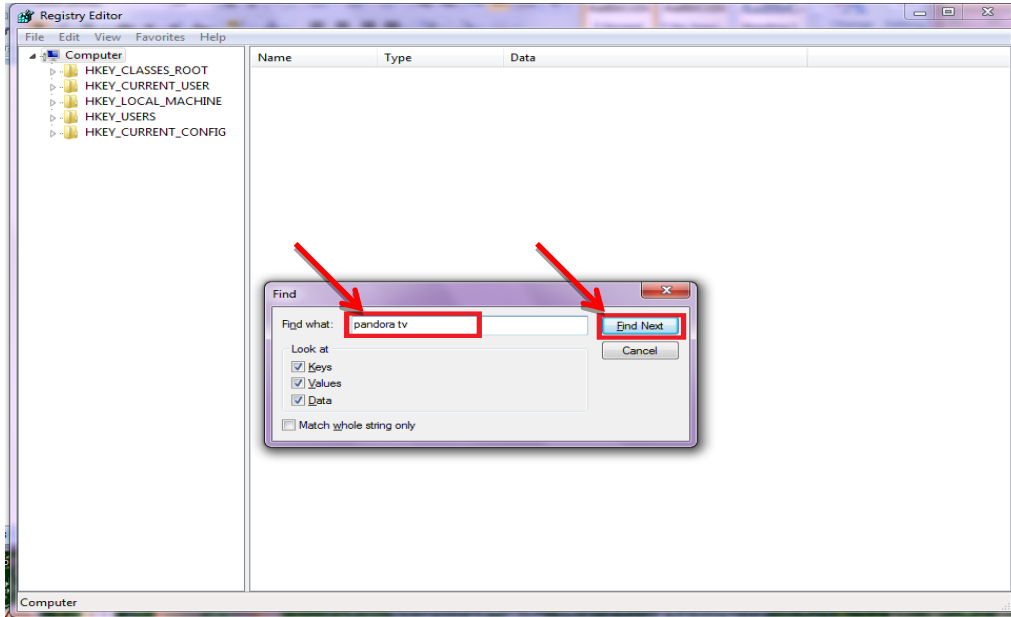 Registry Editor
File Edit View Favorites Help
Computer
HKEY_CLASSES_ROOT
HKEY_CURRENT_USER
HKEY_LOCAL_MACHINE
HKEY_USERS
HKEY_CURRENT_CONFIG
Name Type Data
Find
Find what: pandora tv Find Next
Look at Cancel
Keys
Values
Data
Match whole string only
Computer